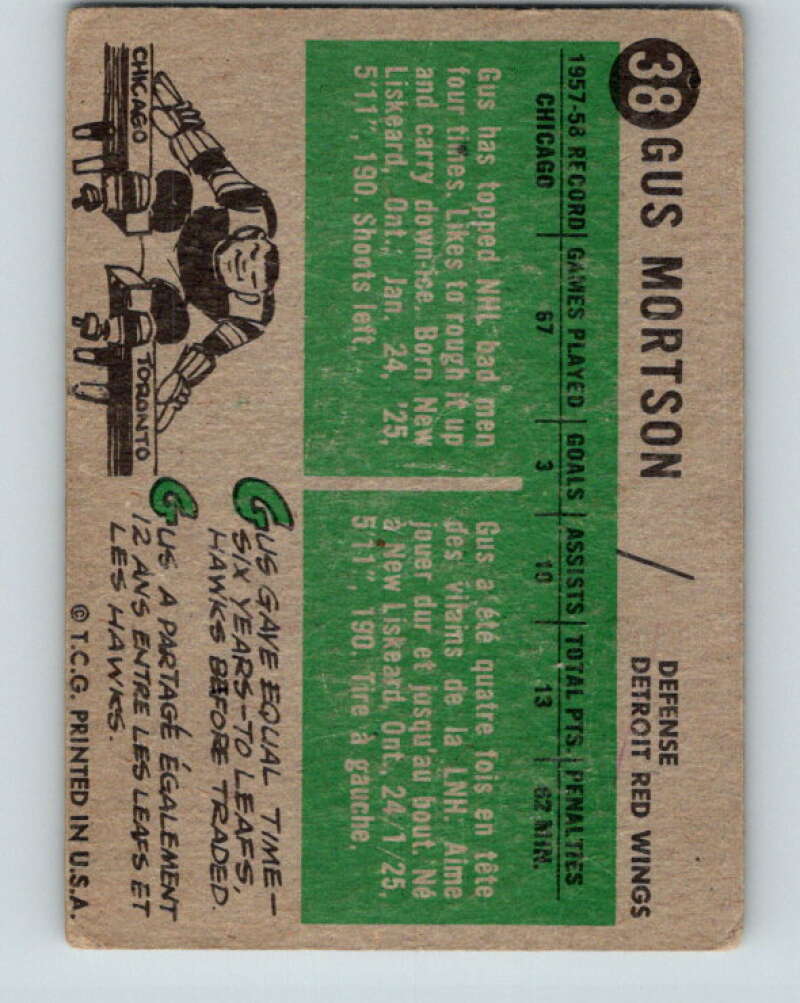 38 GUS MORTSON
DEFENSE
DETROIT RED WINGS
1957-58 RECORD GAMES PLAYED GOALS ASSISTS TOTAL PTS. PENALTIES
CHICAGO 67 3 10 13 62 MIN.
Gus has topped NHL bad men
four times. Likes to rough it up
and carry down-ice. Born New
Liskeard, Ont., Jan. 24, '25,
5'11", 190. Shoots left.
Gus a été quatre fois en tête
des vilains de la LNH. Aime
jouer dur et jusqu'au bout. Né
à New Liskeard, Ont., 24/1/25,
5'11", 190. Tire à gauche.
CHICAGO
TORONTO
GUS GAVE EQUAL TIME-
SIX YEARS-TO LEAFS,
HAWKS BEFORE TRADED.
GUS A PARTAGÉ ÉGALEMENT
12 ANS ENTRE LES LEAFS ET
LES HAWKS.
© T.C.G. PRINTED IN U.S.A.